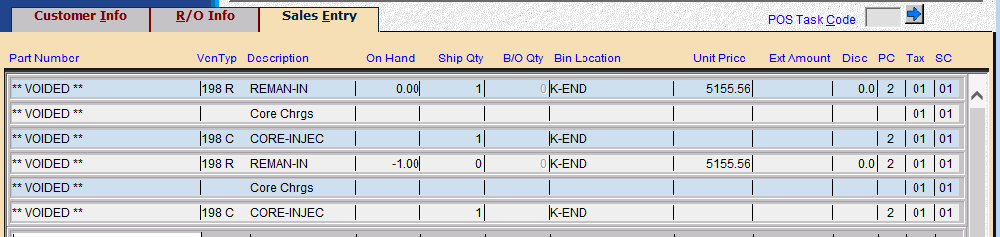 Customer Info R/O Info Sales Entry POS Task Code
Part Number VenTyp Description On Hand Ship Qty B/O Qty Bin Location Unit Price Ext Amount Disc PC Tax SC
** VOIDED ** 198 R REMAN-IN 0.00 1 0 K-END 5155.56 0.0 2 01 01
** VOIDED ** Core Chrgs 01 01
** VOIDED ** 198 C CORE-INJEC 1 K-END 2 01 01
** VOIDED ** 198 R REMAN-IN -1.00 0 0 K-END 5155.56 0.0 2 01 01
** VOIDED ** Core Chrgs 01 01
** VOIDED ** 198 C CORE-INJEC 1 K-END 2 01 01